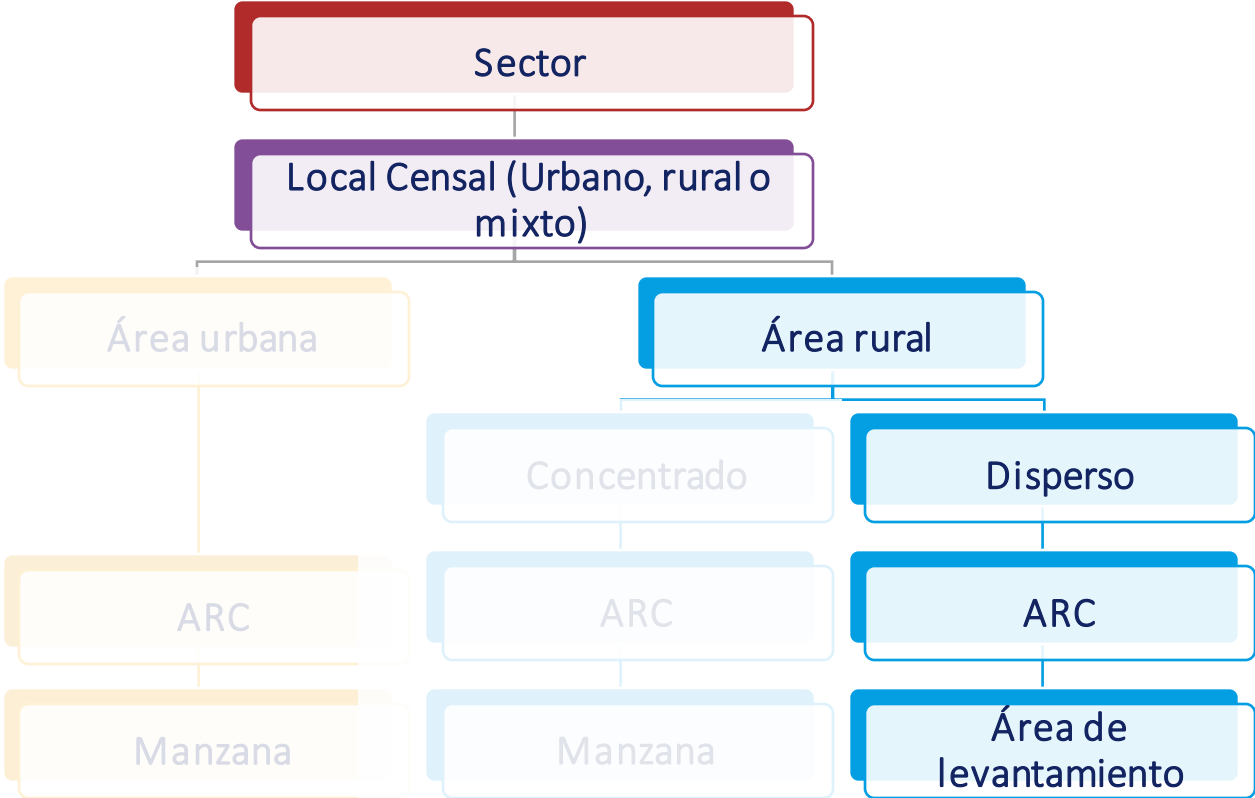 Sector
Local Censal (Urbano, rural o
mixto)
Área urbana
Área rural
Concentrado
Disperso
ARC
ARC
ARC
Manzana
Manzana
Área de
levantamiento